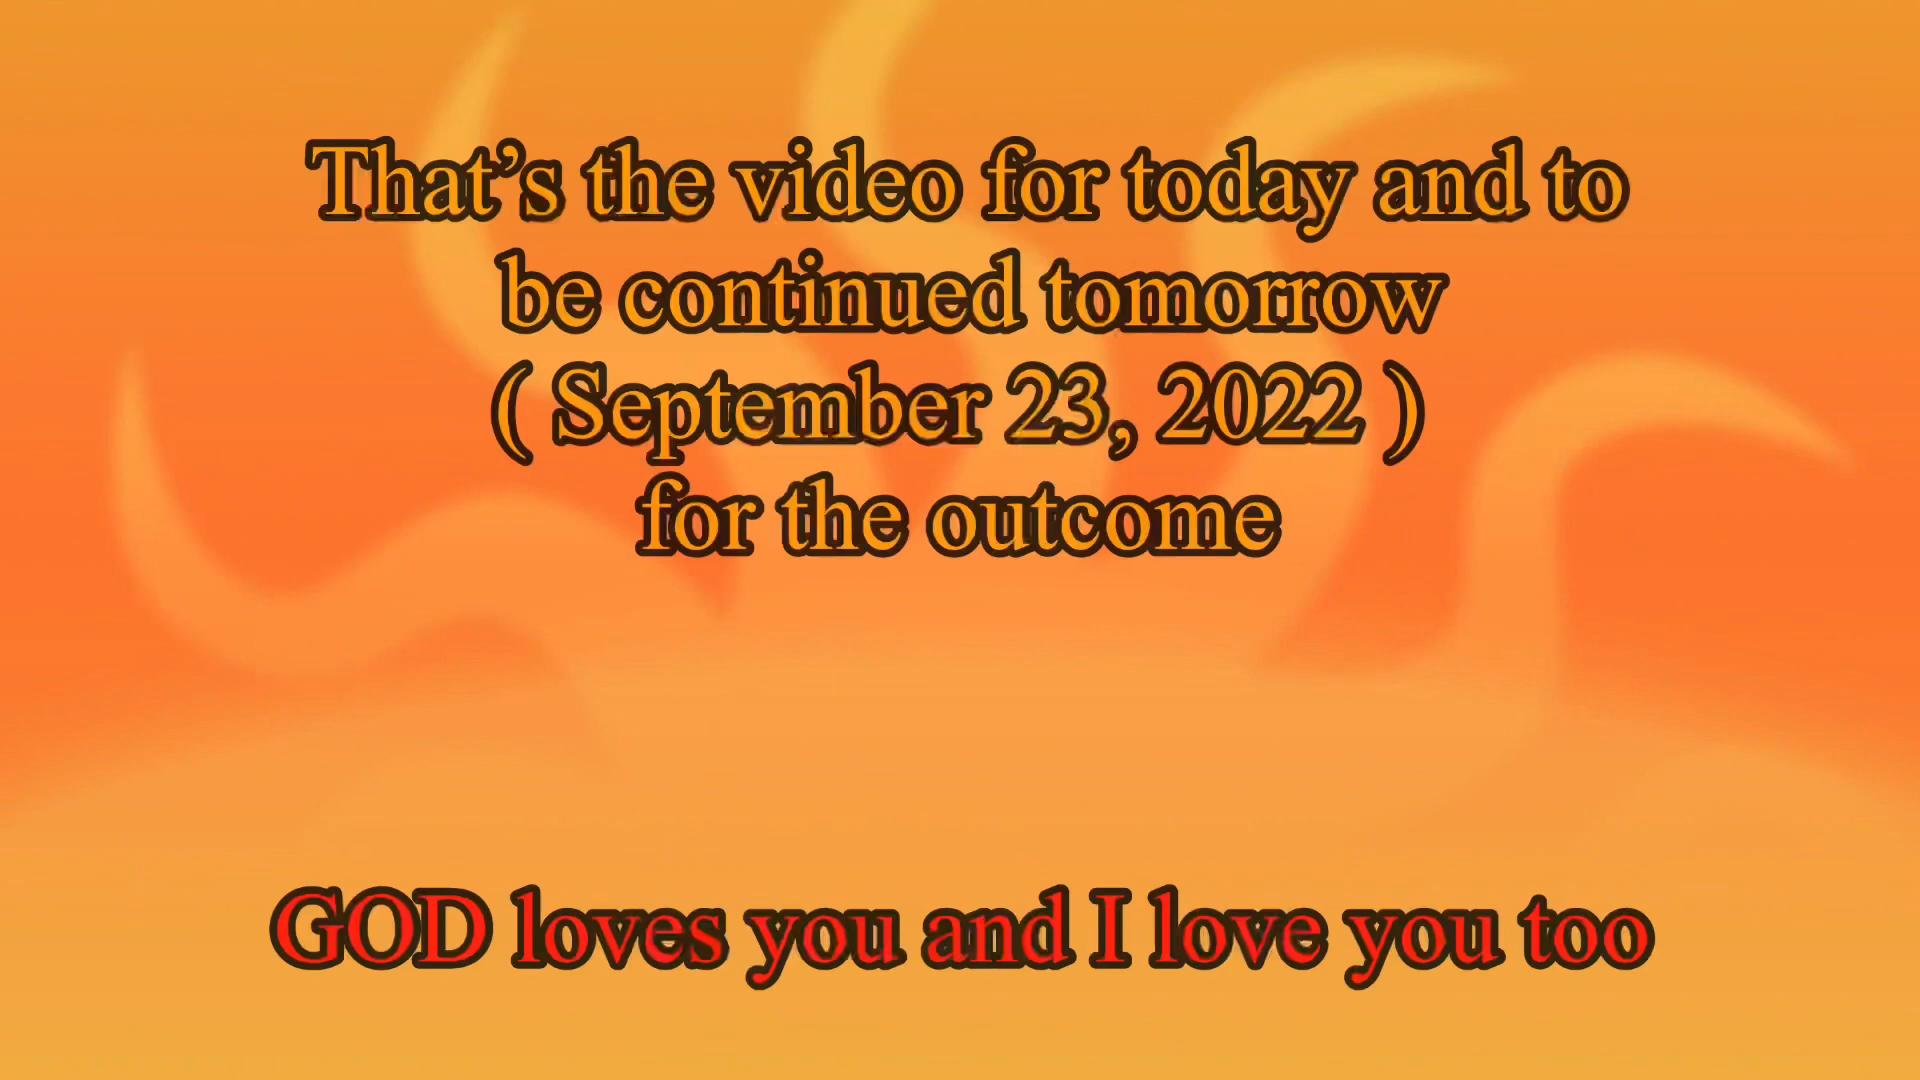 That’s the video for today and to
be continued tomorrow
( September 23, 2022 )
for the outcome
GOD loves you and I love you too